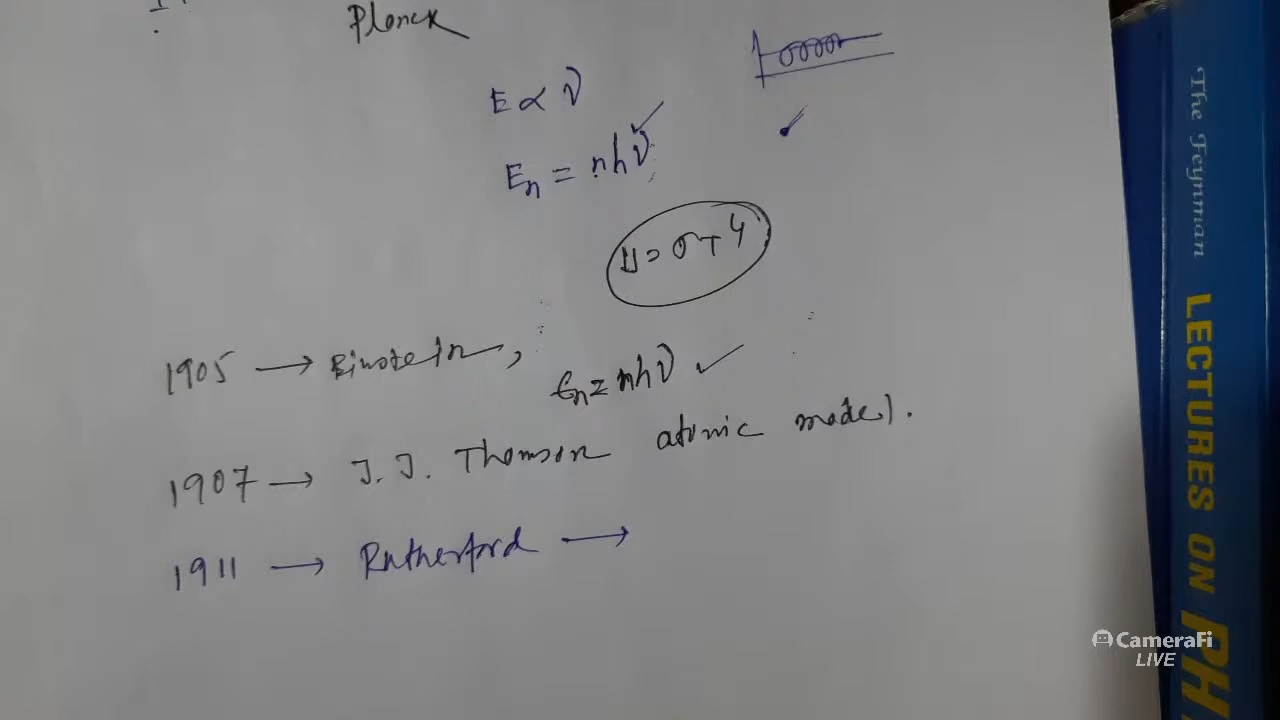 Planck
E ∝ ν
Eₙ = nhν
U = σT⁴
1905 → Einstein,
Eₙ = nhν
1907 → J. J. Thomson atomic model.
1911 → Rutherford →
The Feynman
LECTURES ON PH
CameraFi
LIVE